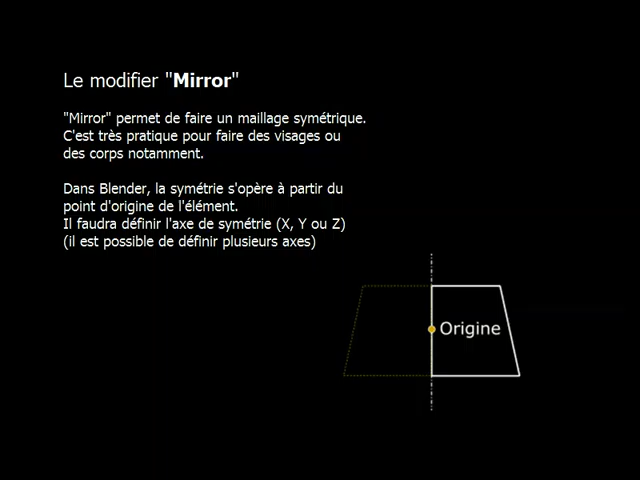 Le modifier "Mirror"
"Mirror" permet de faire un maillage symétrique.
C'est très pratique pour faire des visages ou
des corps notamment.
Dans Blender, la symétrie s'opère à partir du
point d'origine de l'élément.
Il faudra définir l'axe de symétrie (X, Y ou Z)
(il est possible de définir plusieurs axes)
Origine